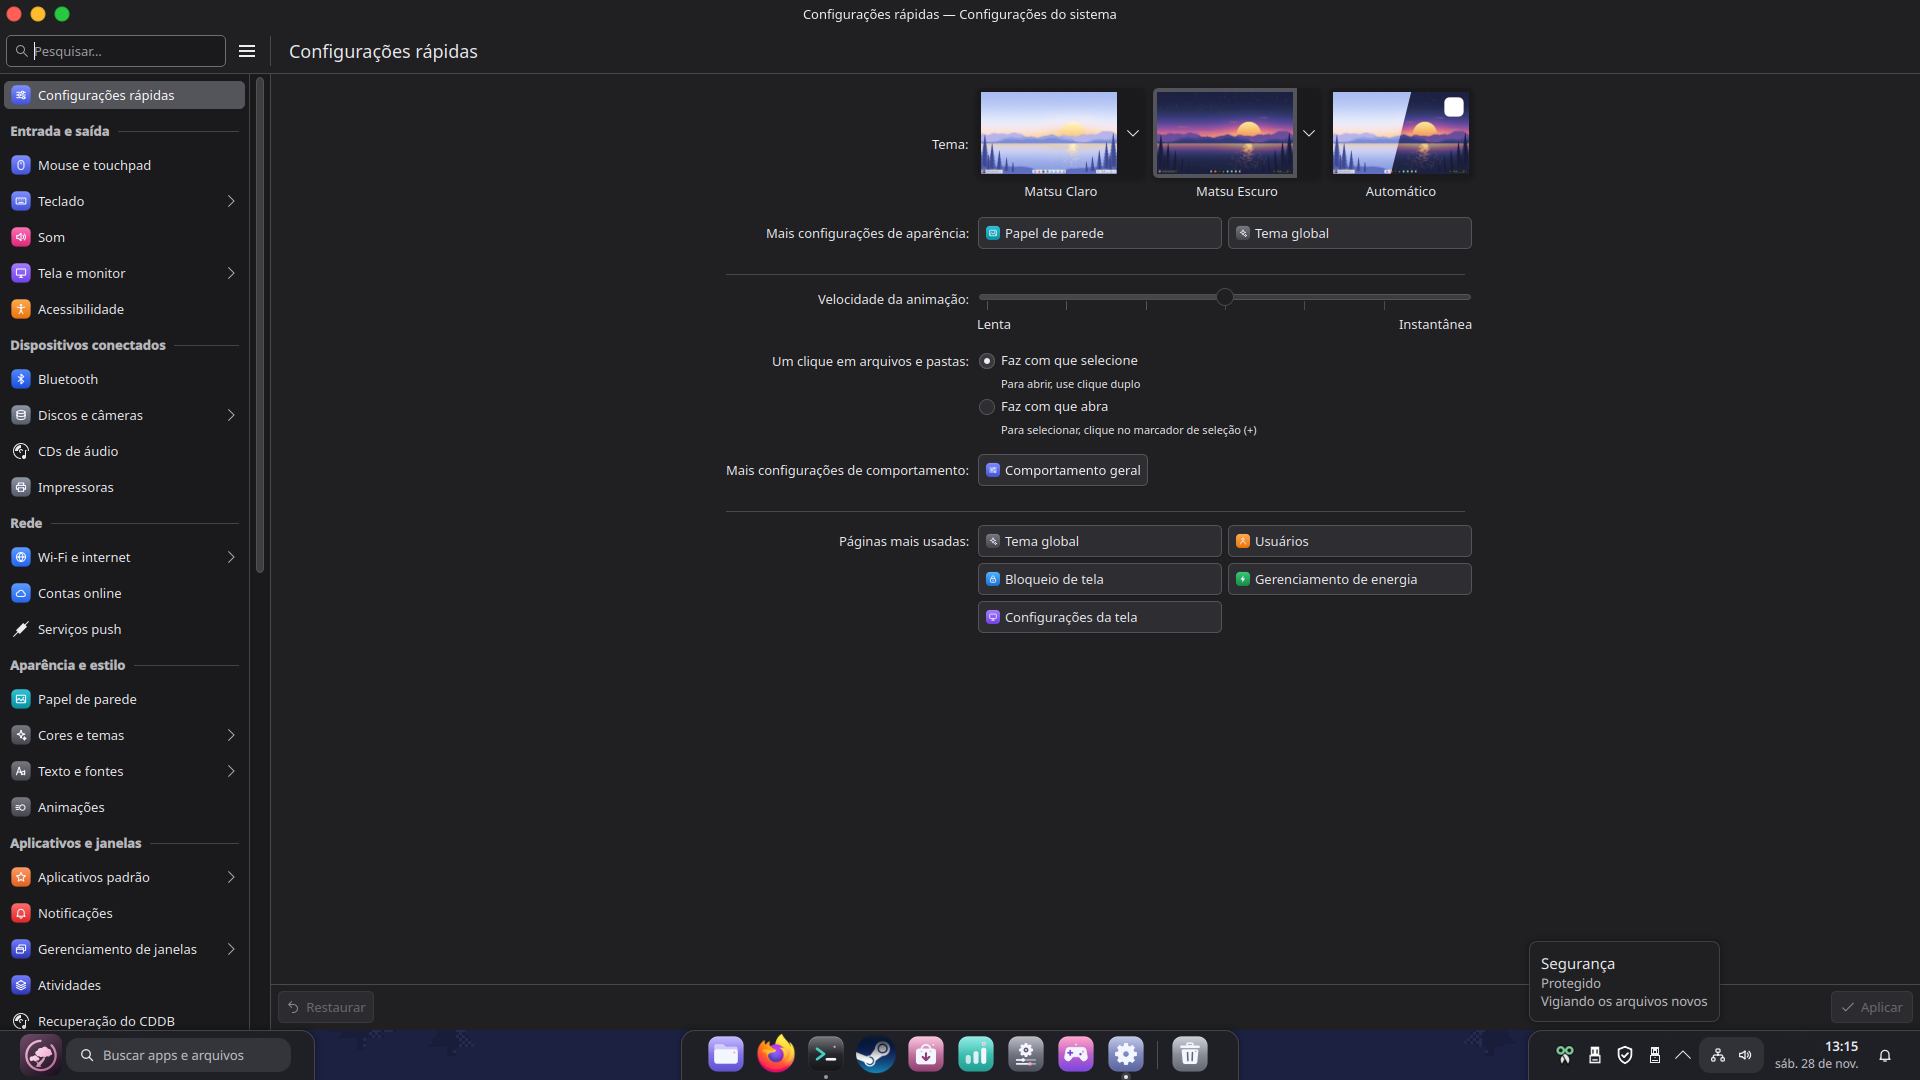 Configurações rápidas — Configurações do sistema
Pesquisar...
Configurações rápidas
Configurações rápidas
Entrada e saída
Mouse e touchpad
Teclado
Som
Tela e monitor
Acessibilidade
Dispositivos conectados
Bluetooth
Discos e câmeras
CDs de áudio
Impressoras
Rede
Wi-Fi e internet
Contas online
Serviços push
Aparência e estilo
Papel de parede
Cores e temas
Texto e fontes
Animações
Aplicativos e janelas
Aplicativos padrão
Notificações
Gerenciamento de janelas
Atividades
Recuperação do CDDB
Tema:
Matsu Claro
Matsu Escuro
Automático
Mais configurações de aparência:
Papel de parede
Tema global
Velocidade da animação:
Lenta
Instantânea
Um clique em arquivos e pastas:
Faz com que selecione
Para abrir, use clique duplo
Faz com que abra
Para selecionar, clique no marcador de seleção (+)
Mais configurações de comportamento:
Comportamento geral
Páginas mais usadas:
Tema global
Usuários
Bloqueio de tela
Gerenciamento de energia
Configurações da tela
Restaurar
Aplicar
Segurança
Protegido
Vigiando os arquivos novos
Buscar apps e arquivos
13:15
sáb. 28 de nov.